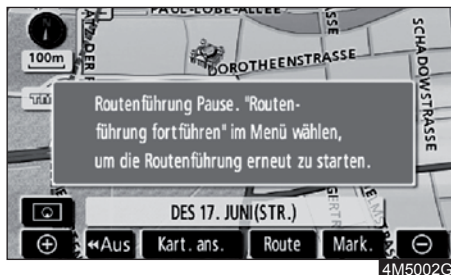 PAUL-LÖBE-ALLEE
SSE
100m
DOROTHEENSTRASSE
SCHADOWSTRASSE
Routenführung Pause. "Routen-
führung fortführen" im Menü wählen,
um die Routenführung erneut zu starten.
DES 17. JUNI(STR.)
Aus
Kart. ans.
Route
Mark.
4M5002G